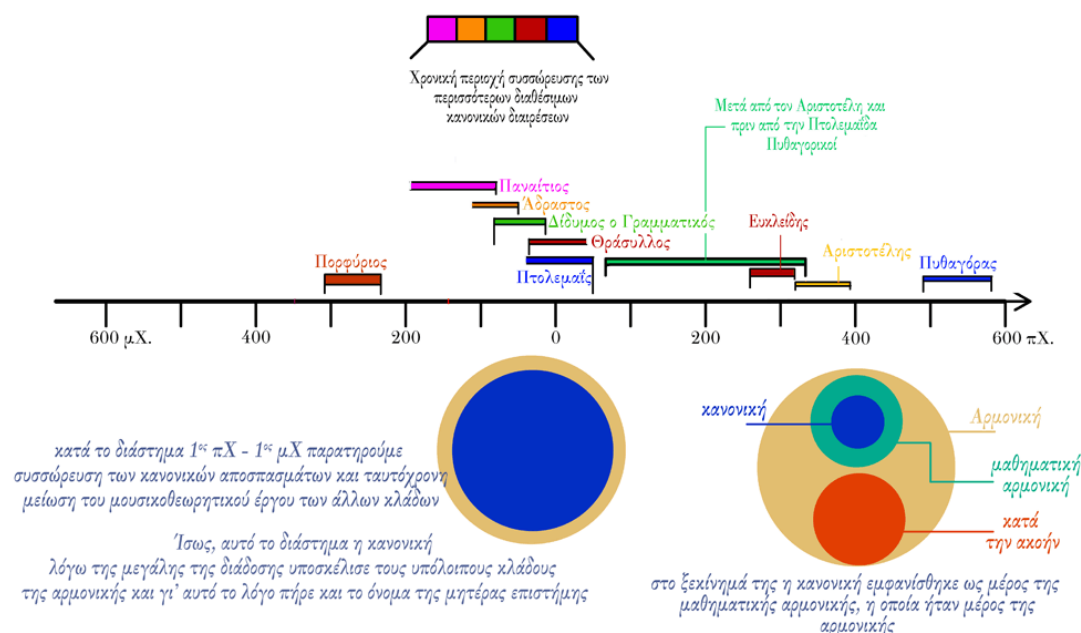 Χρονική περιοχή συσσώρευσης των
περισσότερων διαθέσιμων
κανονικών διαιρέσεων
Μετά από τον Αριστοτέλη και
πριν από την Πτολεμαΐδα
Πυθαγορικοί
Παναίτιος
Άδραστος
Δίδυμος ο Γραμματικός
Ευκλείδης
Θράσυλλος
Αριστοτέλης
Πορφύριος
Πτολεμαΐς
Πυθαγόρας
600 μΧ.
400
200
0
200
400
600 πΧ.
κατά το διάστημα 1ος πΧ - 1ος μΧ παρατηρούμε
συσσώρευση των κανονικών αποσπασμάτων και ταυτόχρονη
μείωση του μουσικοθεωρητικού έργου των άλλων κλάδων
Ίσως, αυτό το διάστημα η κανονική
λόγω της μεγάλης της διάδοσης υποσκέλισε τους υπόλοιπους κλάδους
της αρμονικής και γι' αυτό το λόγο πήρε και το όνομα της μητέρας επιστήμης
κανονική
Αρμονική
μαθηματική
αρμονική
κατά
την ακοήν
στο ξεκίνημά της η κανονική εμφανίσθηκε ως μέρος της
μαθηματικής αρμονικής, η οποία ήταν μέρος της
αρμονικής